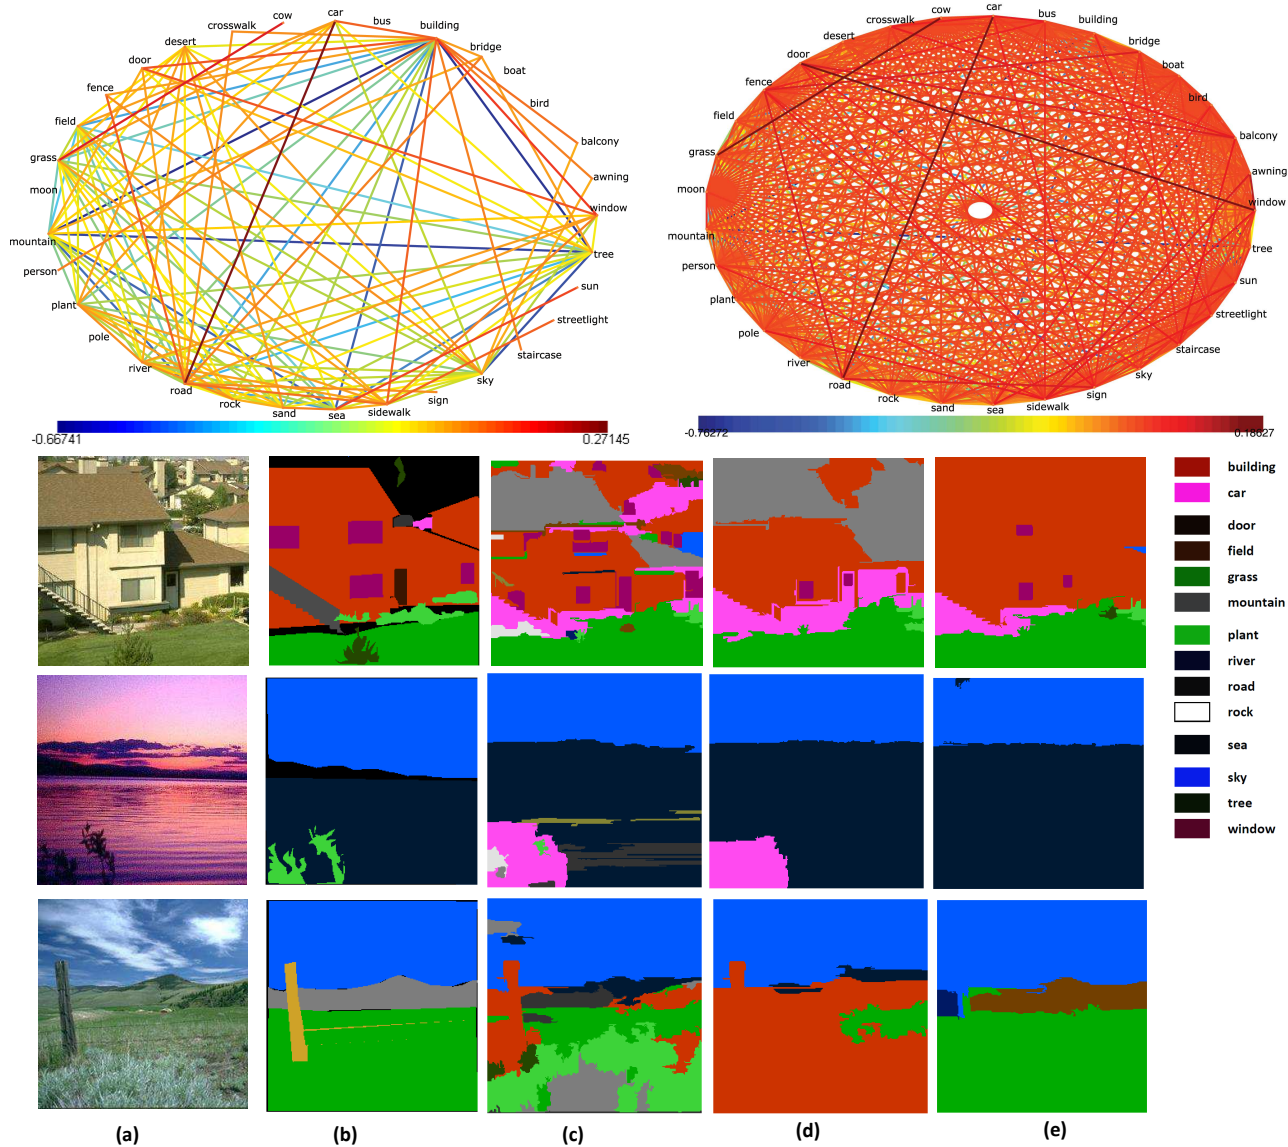 cow
car
bus
building
crosswalk
desert
bridge
door
boat
fence
bird
field
balcony
grass
awning
moon
window
mountain
tree
person
sun
plant
streetlight
pole
staircase
river
sky
road
rock
sand
sea
sidewalk
sign
-0.66741
0.27145
cow
car
bus
building
crosswalk
desert
bridge
door
boat
fence
bird
field
balcony
grass
awning
moon
window
mountain
tree
person
sun
plant
streetlight
pole
staircase
river
sky
road
rock
sand
sea
sidewalk
sign
-0.76272
0.18627
building
car
door
field
grass
mountain
plant
river
road
rock
sea
sky
tree
window
(a) (b) (c) (d) (e)